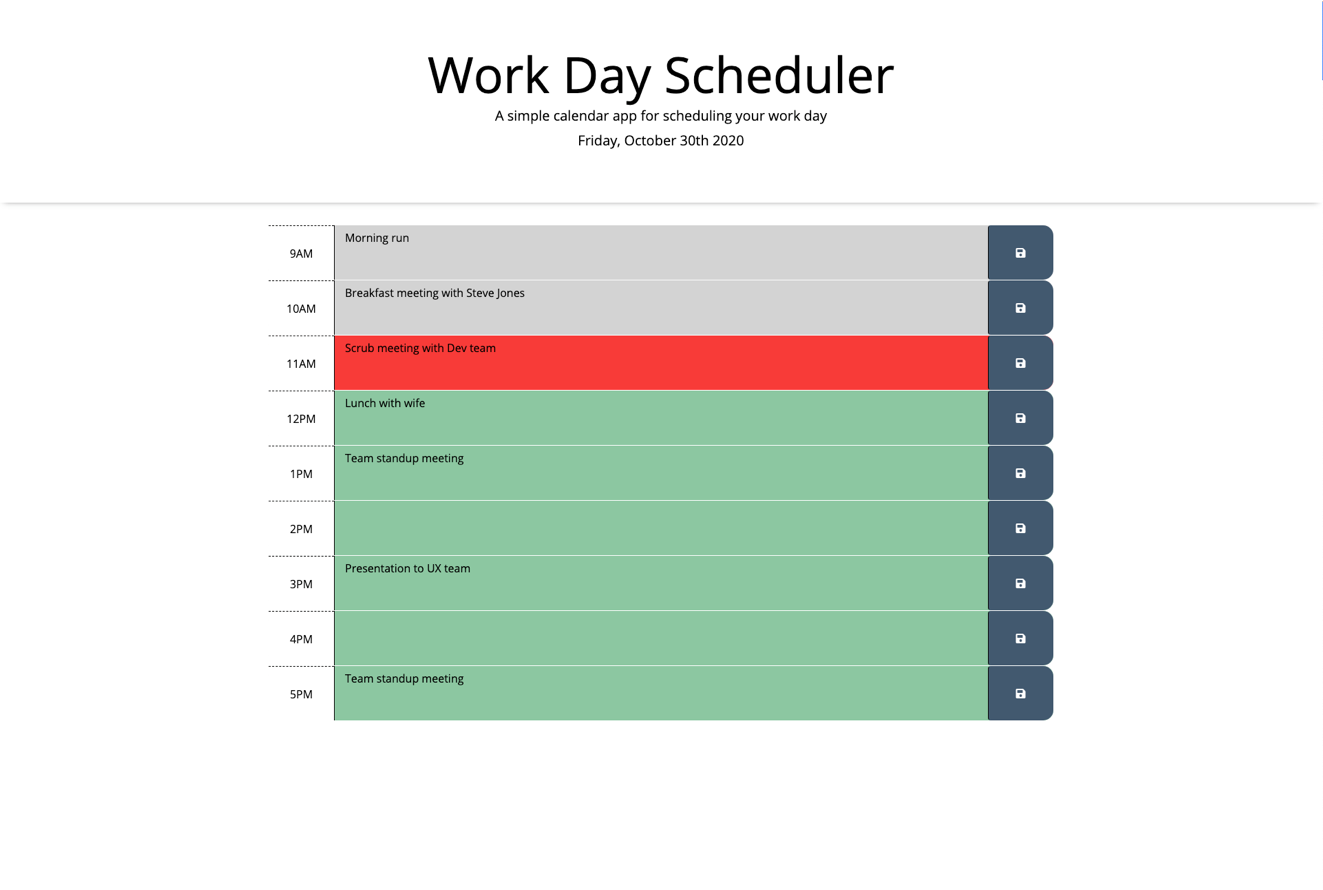 Work Day Scheduler
A simple calendar app for scheduling your work day
Friday, October 30th 2020
9AM
Morning run
10AM
Breakfast meeting with Steve Jones
11AM
Scrub meeting with Dev team
12PM
Lunch with wife
1PM
Team standup meeting
2PM
3PM
Presentation to UX team
4PM
5PM
Team standup meeting